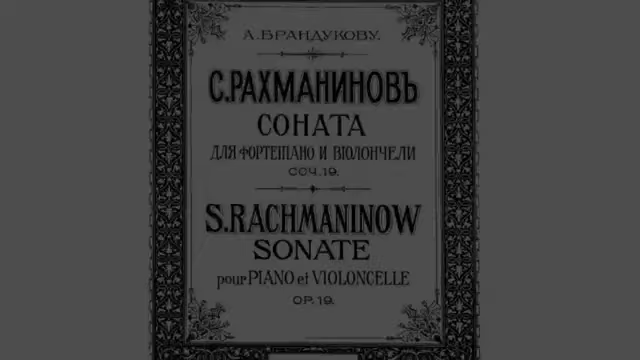 А. БРАНДУКОВУ.
С. РАХМАНИНОВЪ
СОНАТА
ДЛЯ ФОРТЕПІАНО И ВІОЛОНЧЕЛИ
СОЧ. 19.
S. RACHMANINOW
SONATE
pour PIANO et VIOLONCELLE
OP. 19.